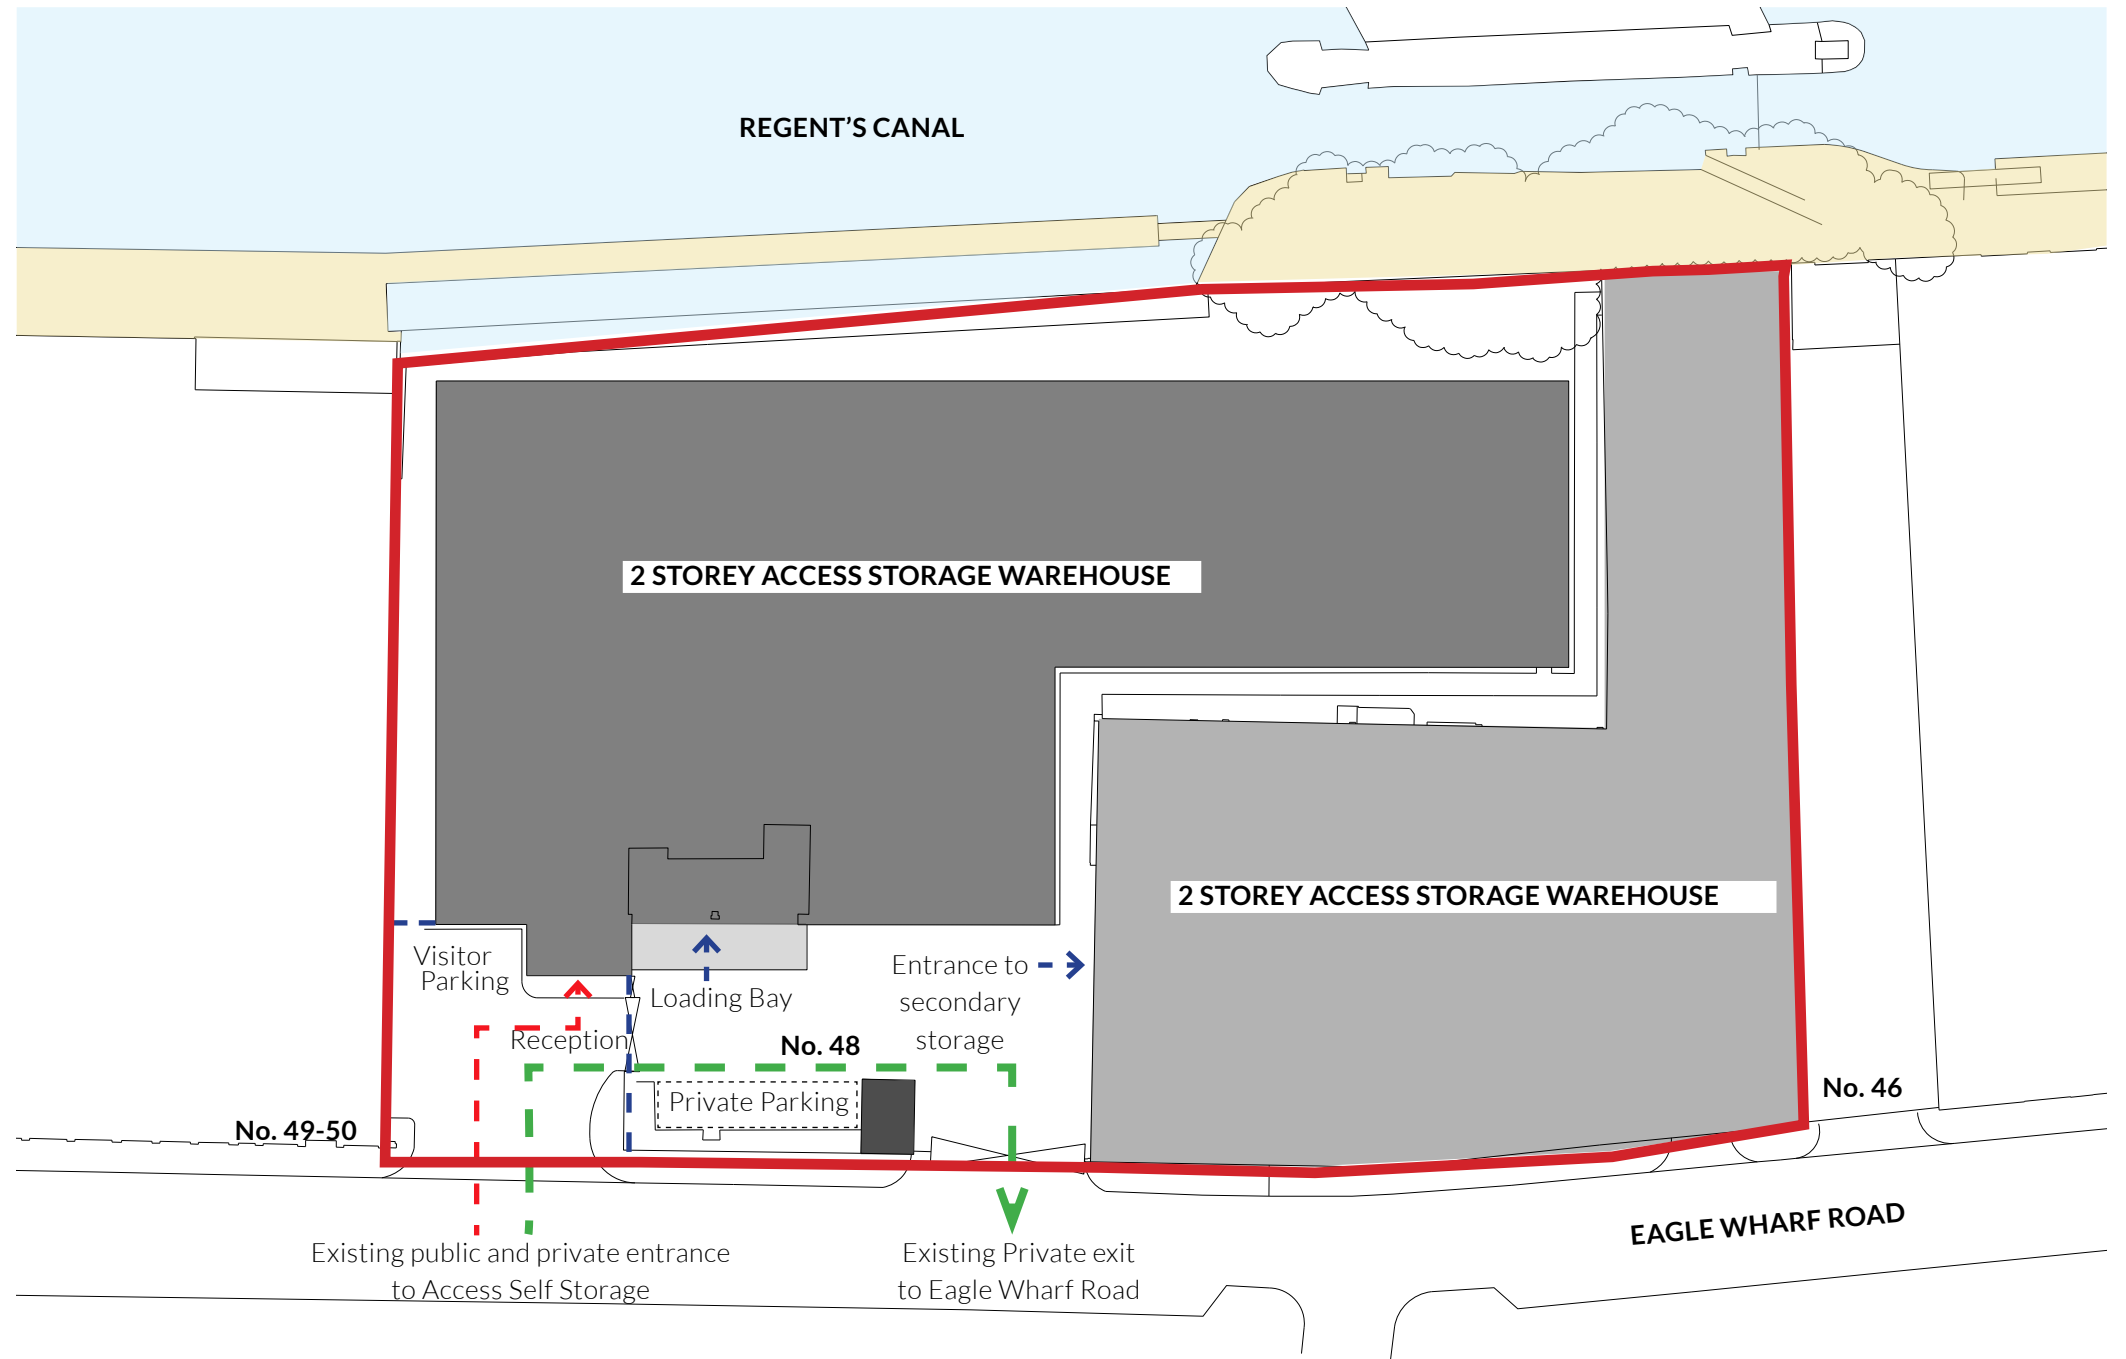 REGENT’S CANAL
2 STOREY ACCESS STORAGE WAREHOUSE
2 STOREY ACCESS STORAGE WAREHOUSE
Visitor
Parking
Loading Bay
Entrance to
secondary
storage
Reception
No. 48
Private Parking
No. 46
No. 49-50
EAGLE WHARF ROAD
Existing public and private entrance
to Access Self Storage
Existing Private exit
to Eagle Wharf Road